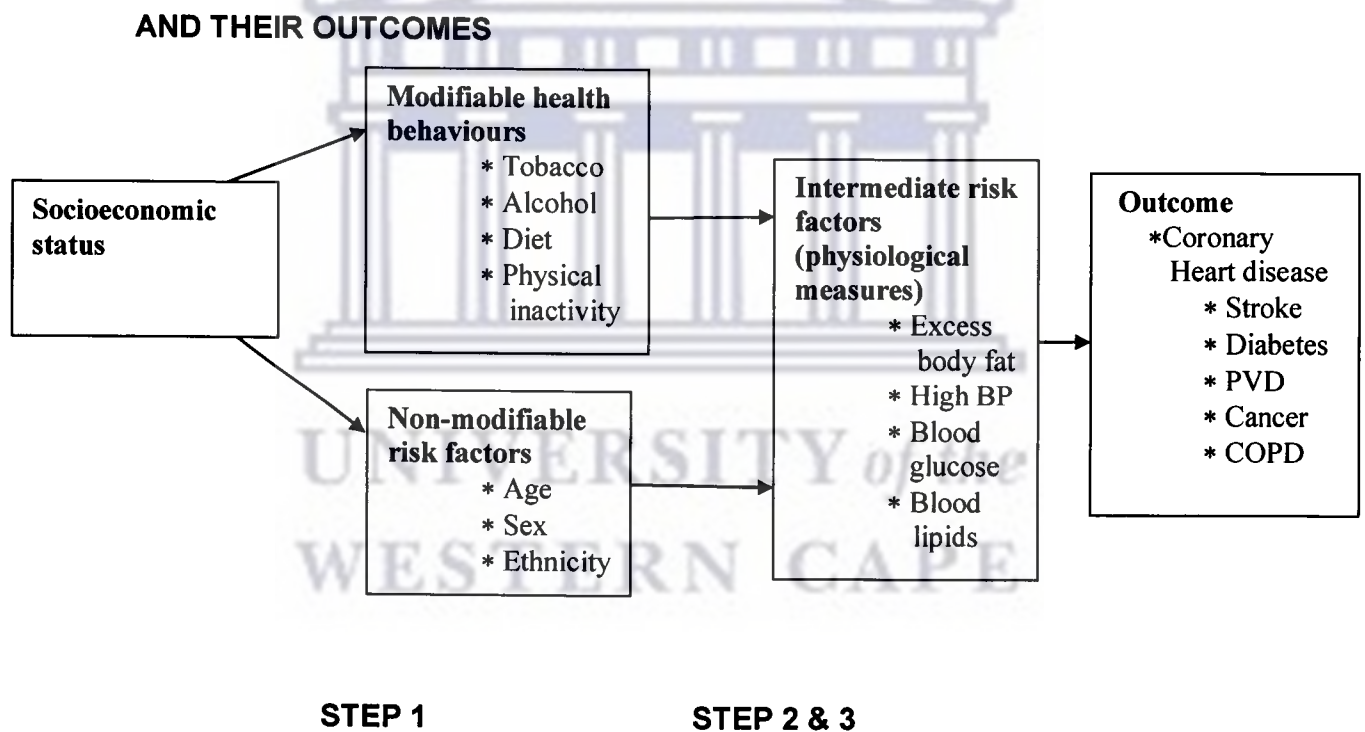 AND THEIR OUTCOMES
Socioeconomic
status
Modifiable health
behaviours
* Tobacco
* Alcohol
* Diet
* Physical
inactivity
Non-modifiable
risk factors
* Age
* Sex
* Ethnicity
Intermediate risk
factors
(physiological
measures)
* Excess
body fat
* High BP
* Blood
glucose
* Blood
lipids
Outcome
*Coronary
Heart disease
* Stroke
* Diabetes
* PVD
* Cancer
* COPD
UNIVERSITY of the
WESTERN CAPE
STEP 1
STEP 2 & 3